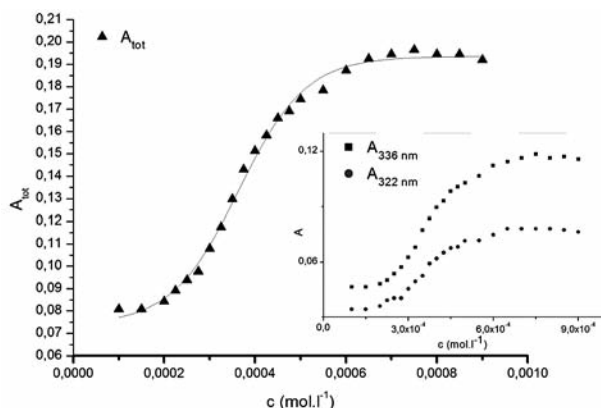 0,21
0,20
0,19
0,18
0,17
0,16
0,15
0,14
0,13
0,12
0,11
0,10
0,09
0,08
0,07
0,06
A_tot
A_tot
0,0000 0,0002 0,0004 0,0006 0,0008 0,0010
c (mol.l⁻¹)
A₃₃₆ ₙₘ
A₃₂₂ ₙₘ
0,12
0,06
A
0,0 3,0x10⁻⁴ 6,0x10⁻⁴ 9,0x10⁻⁴
c (mol.l⁻¹)